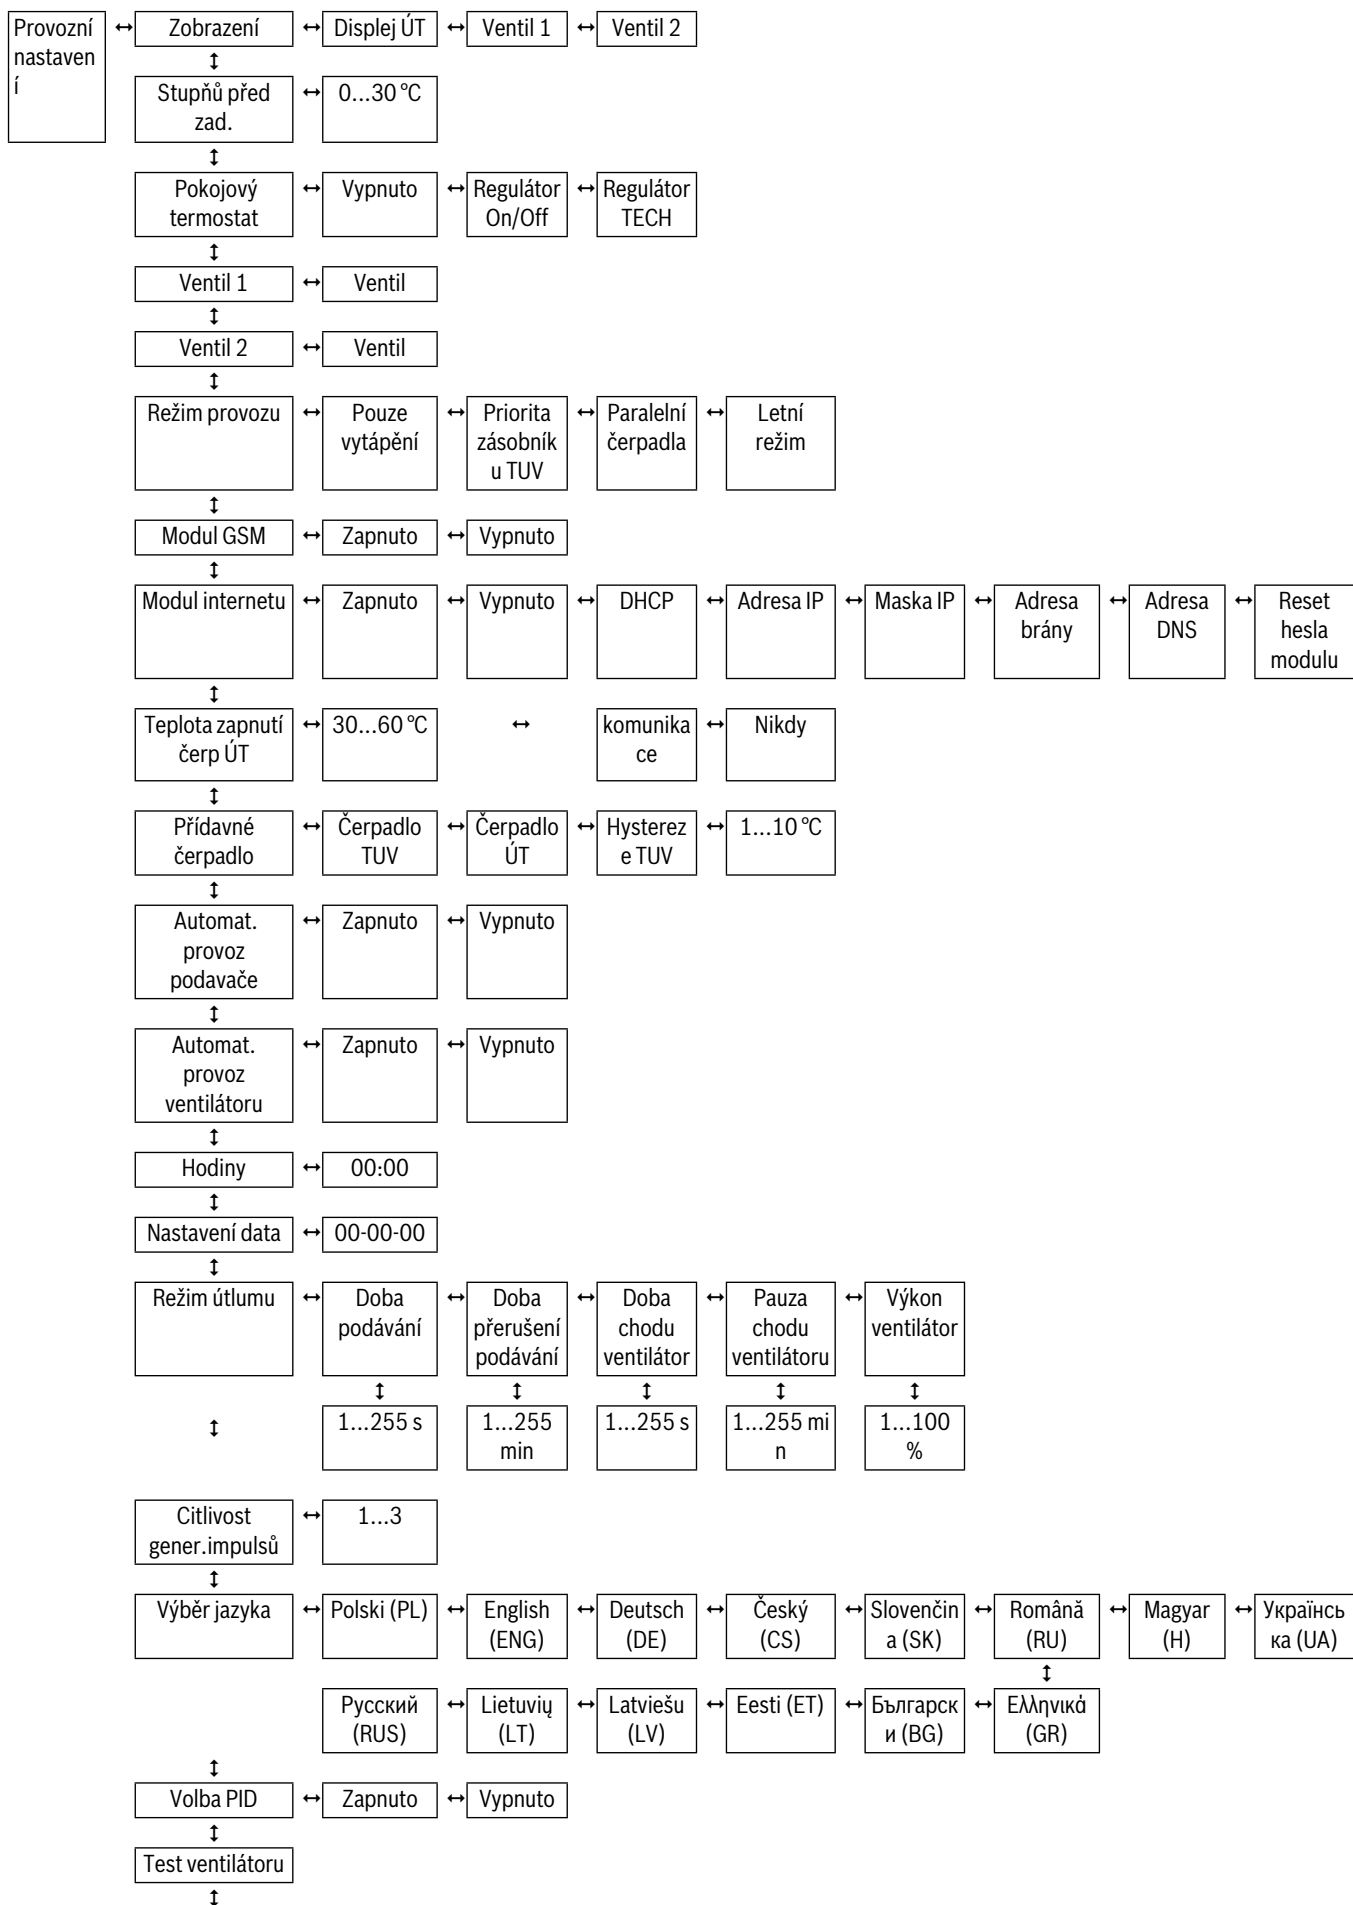 Provozní
nastaven
í
Zobrazení
Displej ÚT
Ventil 1
Ventil 2
Stupňů před
zad.
0...30 °C
Pokojový
termostat
Vypnuto
Regulátor
On/Off
Regulátor
TECH
Ventil 1
Ventil
Ventil 2
Ventil
Režim provozu
Pouze
vytápění
Priorita
zásobník
u TUV
Paralelní
čerpadla
Letní
režim
Modul GSM
Zapnuto
Vypnuto
Modul internetu
Zapnuto
Vypnuto
DHCP
Adresa IP
Maska IP
Adresa
brány
Adresa
DNS
Reset
hesla
modulu
Teplota zapnutí
čerp ÚT
30...60 °C
komunika
ce
Nikdy
Přídavné
čerpadlo
Čerpadlo
TUV
Čerpadlo
ÚT
Hysterez
e TUV
1...10 °C
Automat.
provoz
podavače
Zapnuto
Vypnuto
Automat.
provoz
ventilátoru
Zapnuto
Vypnuto
Hodiny
00:00
Nastavení data
00-00-00
Režim útlumu
Doba
podávání
Doba
přerušení
podávání
Doba
chodu
ventilátor
Pauza
chodu
ventilátoru
Výkon
ventilátor
1...255 s
1...255
min
1...255 s
1...255 mi
n
1...100
%
Citlivost
gener.impulsů
1...3
Výběr jazyka
Polski (PL)
English
(ENG)
Deutsch
(DE)
Český
(CS)
Slovenčin
a (SK)
Română
(RU)
Magyar
(H)
Українсь
ка (UA)
Русский
(RUS)
Lietuvių
(LT)
Latviešu
(LV)
Eesti (ET)
Българск
и (BG)
Ελληνικά
(GR)
Volba PID
Zapnuto
Vypnuto
Test ventilátoru